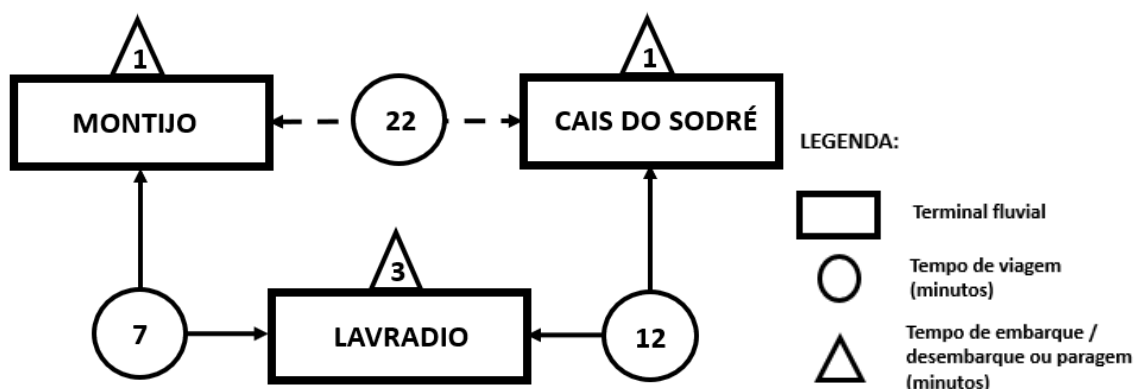 1
1
MONTIJO
22
CAIS DO SODRÉ
LEGENDA:
Terminal fluvial
3
Tempo de viagem
(minutos)
7
LAVRADIO
12
Tempo de embarque /
desembarque ou paragem
(minutos)